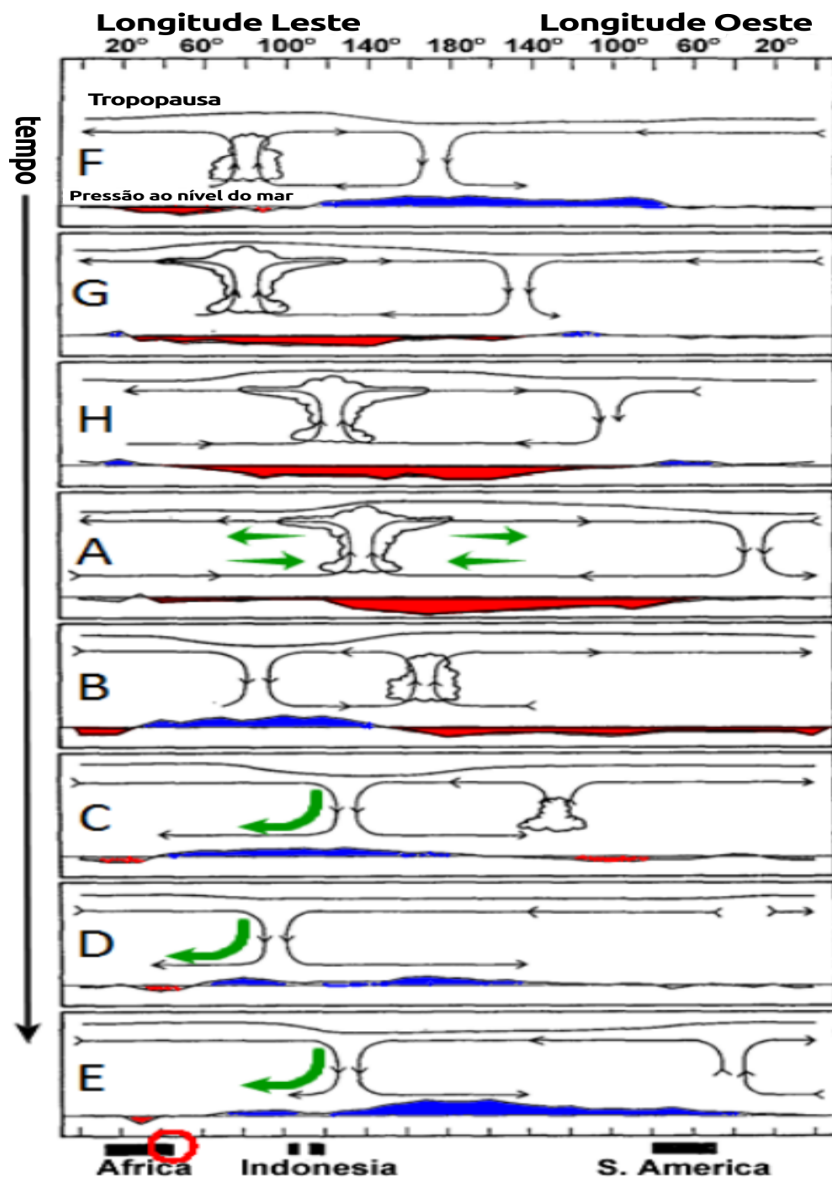 Longitude Leste Longitude Oeste
20° 60° 100° 140° 180° 140° 100° 60° 20°
tempo
Tropopausa
F
Pressão ao nível do mar
G
H
A
B
C
D
E
Africa Indonesia S. America